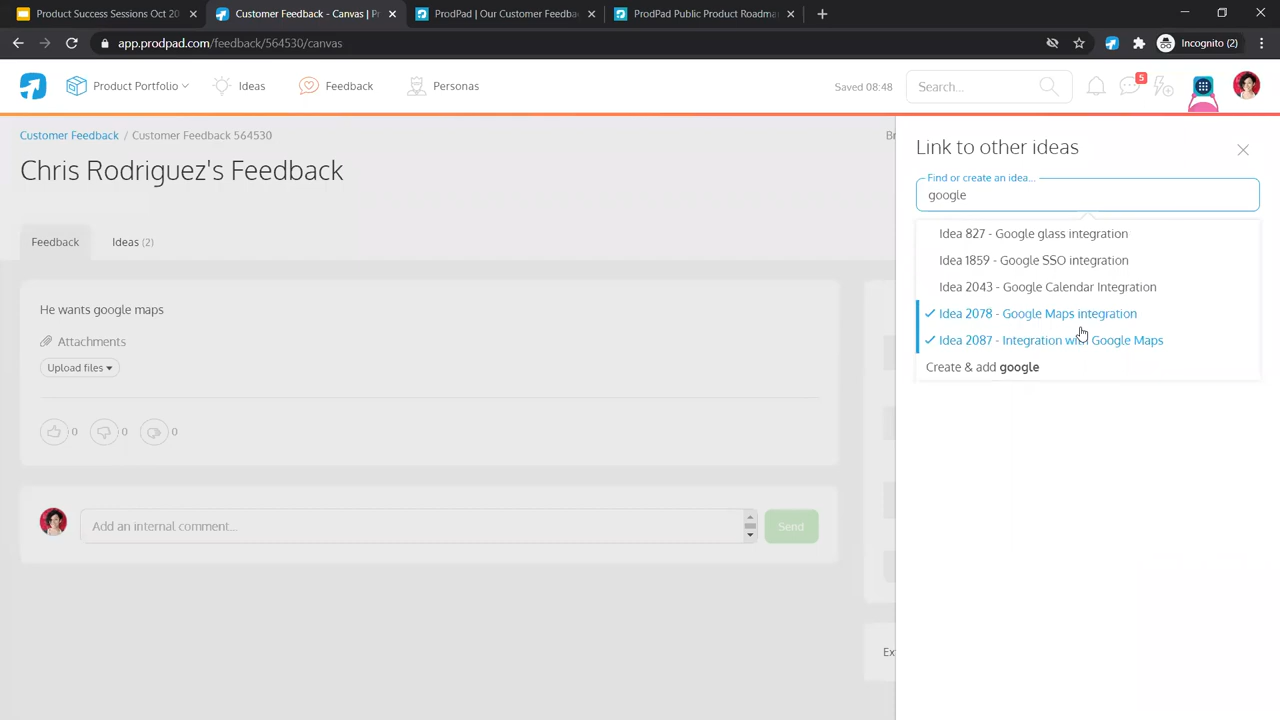 Product Success Sessions Oct 20
Customer Feedback - Canvas | Pr
ProdPad | Our Customer Feedba
ProdPad Public Product Roadma
app.prodpad.com/feedback/564530/canvas
Incognito (2)
Product Portfolio
Ideas
Feedback
Personas
Saved 08:48
Search...
5
Customer Feedback / Customer Feedback 564530
Br
Chris Rodriguez's Feedback
Feedback
Ideas (2)
He wants google maps
Attachments
Upload files
0
0
0
Add an internal comment...
Send
Ex
Link to other ideas
Find or create an idea...
google
Idea 827 - Google glass integration
Idea 1859 - Google SSO integration
Idea 2043 - Google Calendar Integration
Idea 2078 - Google Maps integration
Idea 2087 - Integration with Google Maps
Create & add google